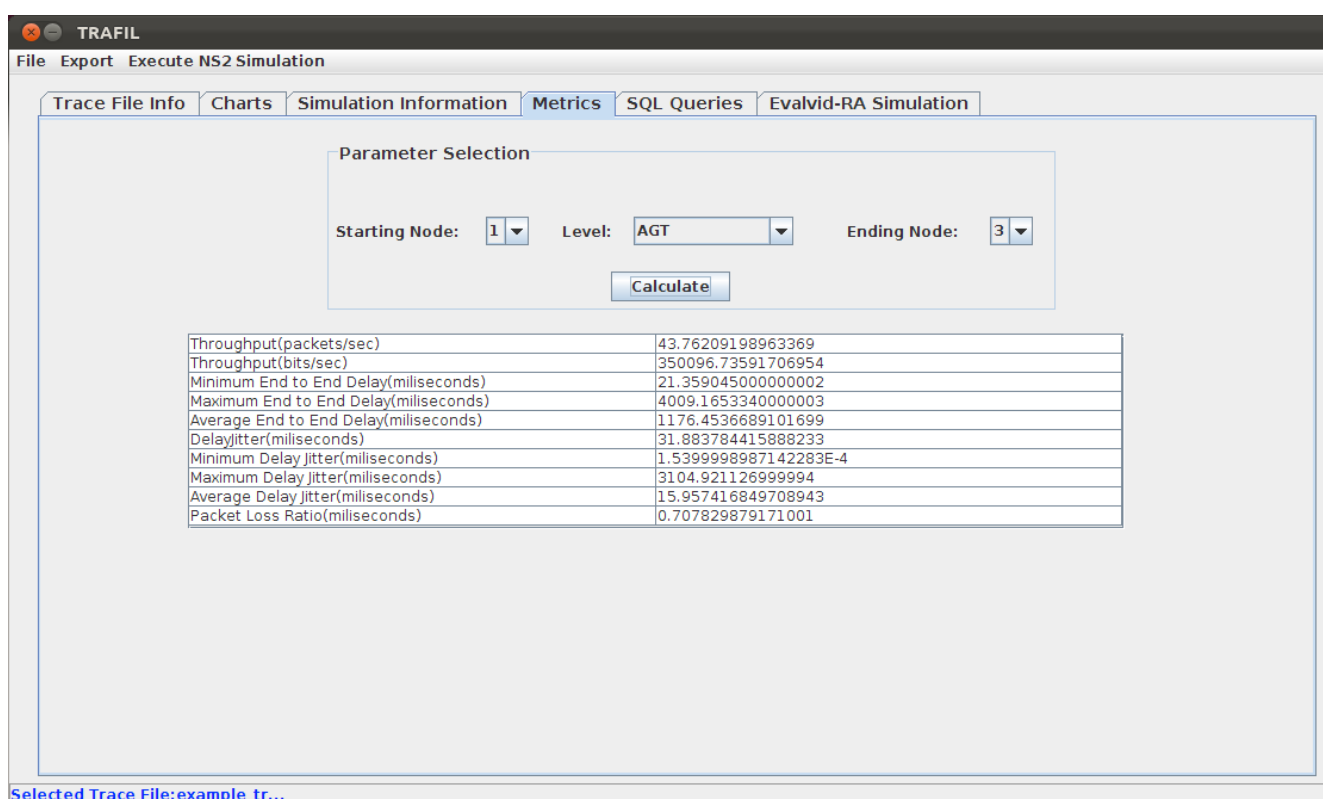 TRAFIL
File Export Execute NS2 Simulation
Trace File Info Charts Simulation Information Metrics SQL Queries Evalvid-RA Simulation
Parameter Selection
Starting Node: 1 Level: AGT Ending Node: 3
Calculate
Throughput(packets/sec) 43.76209198963369
Throughput(bits/sec) 350096.73591706954
Minimum End to End Delay(miliseconds) 21.359045000000002
Maximum End to End Delay(miliseconds) 4009.1653340000003
Average End to End Delay(miliseconds) 1176.4536689101699
DelayJitter(miliseconds) 31.883784415888233
Minimum Delay Jitter(miliseconds) 1.5399998987142283E-4
Maximum Delay Jitter(miliseconds) 3104.921126999994
Average Delay Jitter(miliseconds) 15.957416849708943
Packet Loss Ratio(miliseconds) 0.707829879171001
Selected Trace File:example_tr...